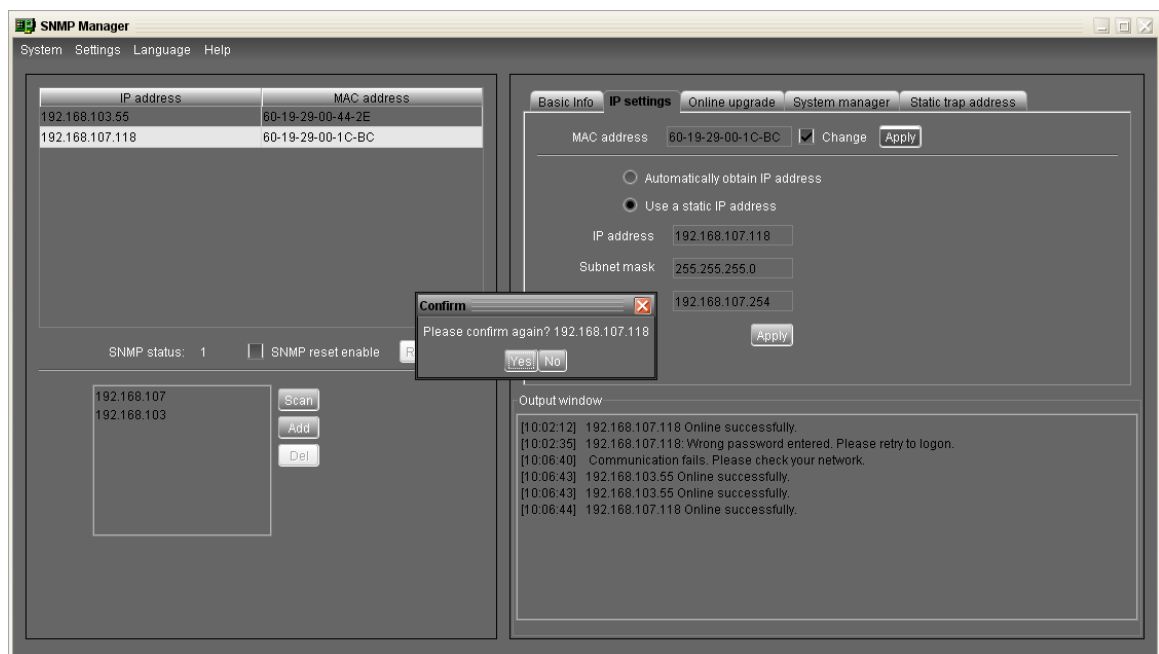 SNMP Manager
System Settings Language Help
IP address MAC address
192.168.103.55 60-19-29-00-44-2E
192.168.107.118 60-19-29-00-1C-BC
SNMP status: 1 SNMP reset enable R
192.168.107
192.168.103
Scan
Add
Del
Basic Info IP settings Online upgrade System manager Static trap address
MAC address 60-19-29-00-1C-BC Change Apply
Automatically obtain IP address
Use a static IP address
IP address 192.168.107.118
Subnet mask 255.255.255.0
192.168.107.254
Apply
Confirm
Please confirm again? 192.168.107.118
Yes No
Output window
[10:02:12] 192.168.107.118 Online successfully.
[10:02:35] 192.168.107.118: Wrong password entered. Please retry to logon.
[10:06:40] Communication fails. Please check your network.
[10:06:43] 192.168.103.55 Online successfully.
[10:06:43] 192.168.103.55 Online successfully.
[10:06:44] 192.168.107.118 Online successfully.